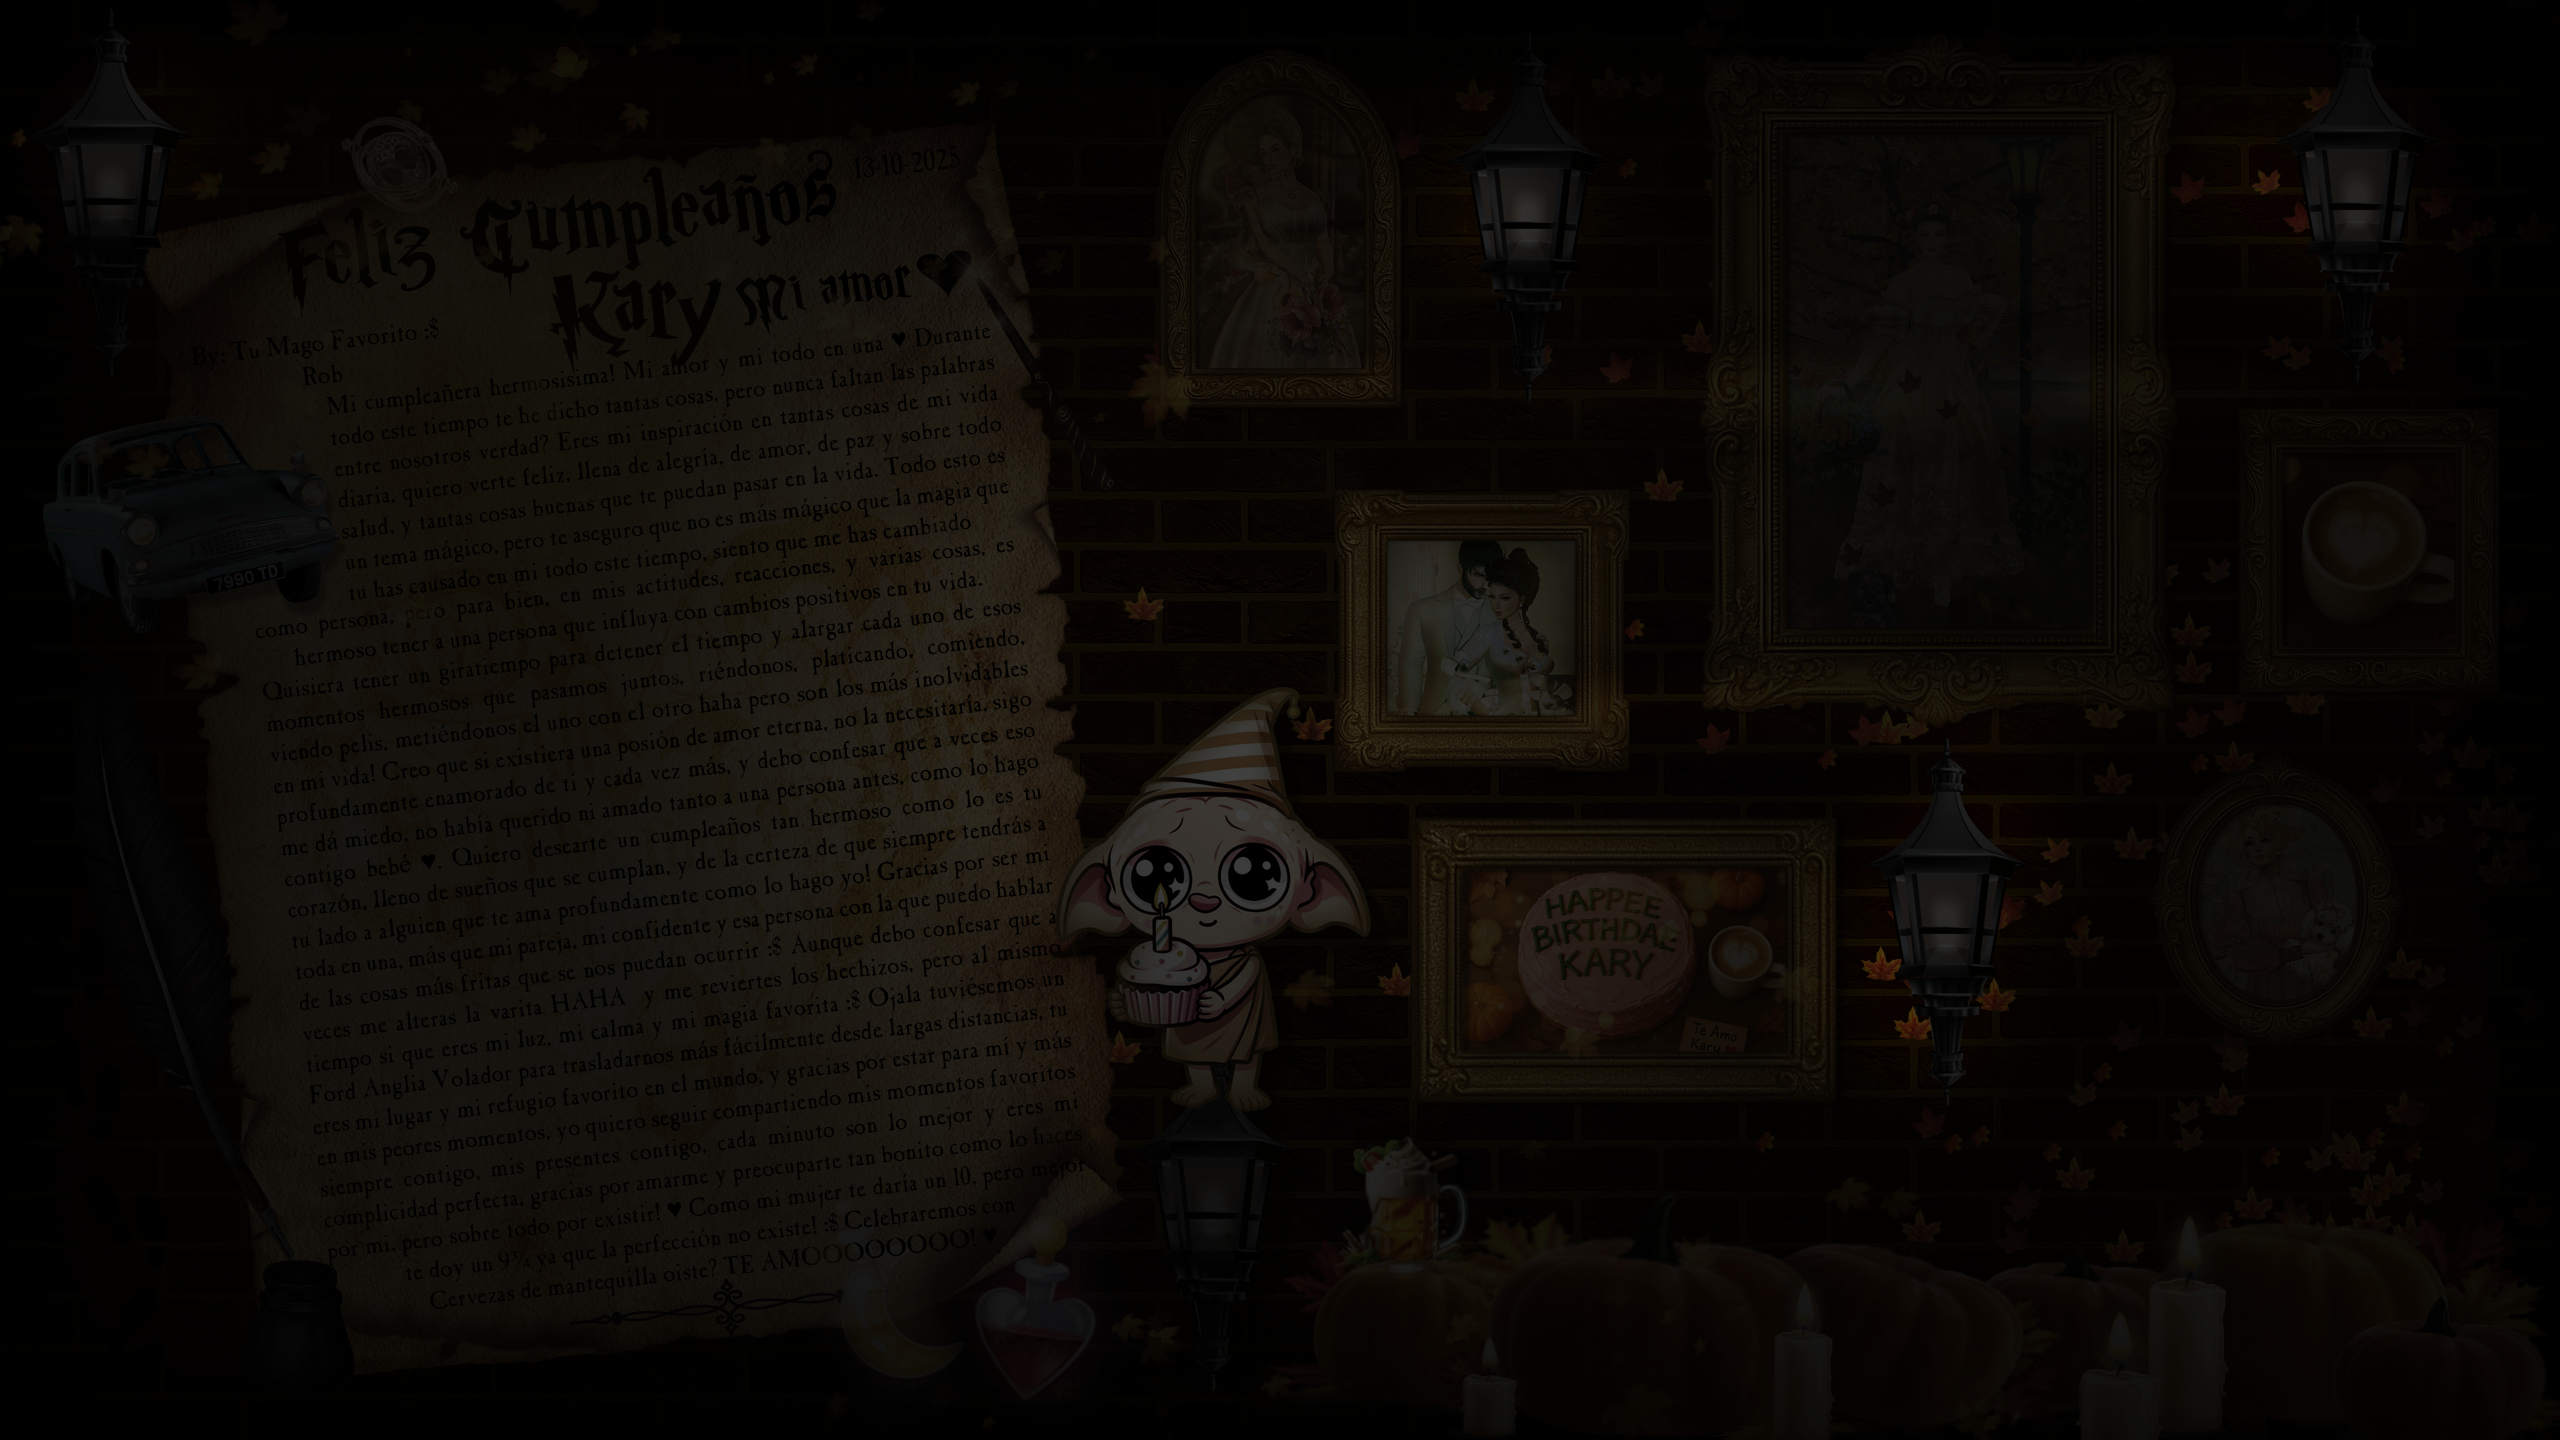 13-10-2025
Feliz Cumpleaños
Kary Mi amor ♥
By: Tu Mago Favorito :$
Rob
Mi cumpleañera hermosisima! Mi amor y mi todo en una ♥ Durante
todo este tiempo te he dicho tantas cosas, pero nunca faltan las palabras
entre nosotros verdad? Eres mi inspiración en tantas cosas de mi vida
diaria, quiero verte feliz, llena de alegría, de amor, de paz y sobre todo
salud, y tantas cosas buenas que te puedan pasar en la vida. Todo esto es
un tema mágico, pero te aseguro que no es más mágico que la magia que
tu has causado en mi todo este tiempo, siento que me has cambiado
como persona, pero para bien, en mis actitudes, reacciones, y varias cosas, es
hermoso tener a una persona que influya con cambios positivos en tu vida.
Quisiera tener un giratiempo para detener el tiempo y alargar cada uno de esos
momentos hermosos que pasamos juntos, riéndonos, platicando, comiendo,
viendo pelis, metiéndonos el uno con el otro haha pero son los más inolvidables
en mi vida! Creo que si existiera una posión de amor eterna, no la necesitaría, sigo
profundamente enamorado de ti y cada vez más, y debo confesar que a veces eso
me dá miedo, no había querido ni amado tanto a una persona antes, como lo hago
contigo bebé ♥. Quiero desearte un cumpleaños tan hermoso como lo es tu
corazón, lleno de sueños que se cumplan, y de la certeza de que siempre tendrás a
tu lado a alguien que te ama profundamente como lo hago yo! Gracias por ser mi
toda en una, más que mi pareja, mi confidente y esa persona con la que puedo hablar
de las cosas más fritas que se nos puedan ocurrir :$ Aunque debo confesar que a
veces me alteras la varita HAHA y me reviertes los hechizos, pero al mismo
tiempo si que eres mi luz, mi calma y mi magia favorita :$ Ojala tuviésemos un
Ford Anglia Volador para trasladarnos más fácilmente desde largas distancias, tu
eres mi lugar y mi refugio favorito en el mundo, y gracias por estar para mí y más
en mis peores momentos, yo quiero seguir compartiendo mis momentos favoritos
siempre contigo, mis presentes contigo, cada minuto son lo mejor y eres mi
complicidad perfecta, gracias por amarme y preocuparte tan bonito como lo haces
por mi, pero sobre todo por existir! ♥ Como mi mujer te daría un 10, pero mejor
te doy un 9¾ ya que la perfección no existe! :$ Celebraremos con
Cervezas de mantequilla oiste? TE AMOOOOOOOO! ♥
7990 TD
HAPPEE
BIRTHDAE
KARY
Te Amo
Kary